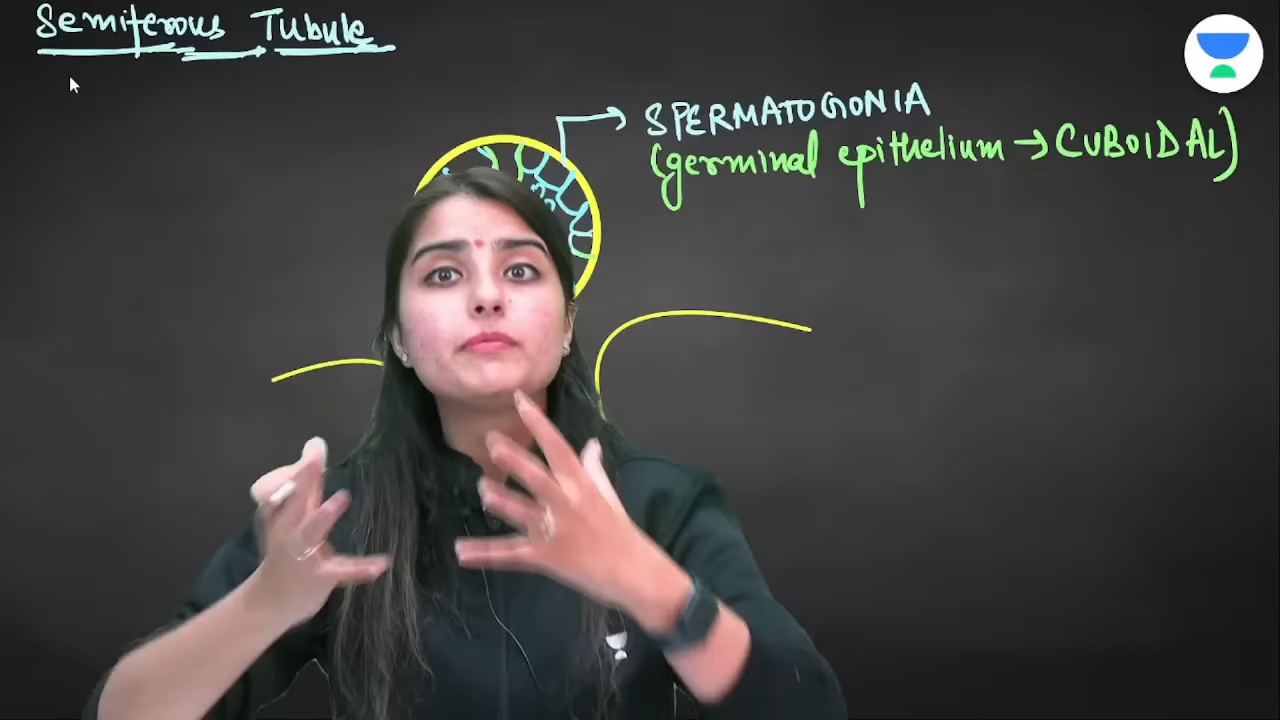 Semiferous Tubule
SPERMATOGONIA
(germinal epithelium → CUBOIDAL)